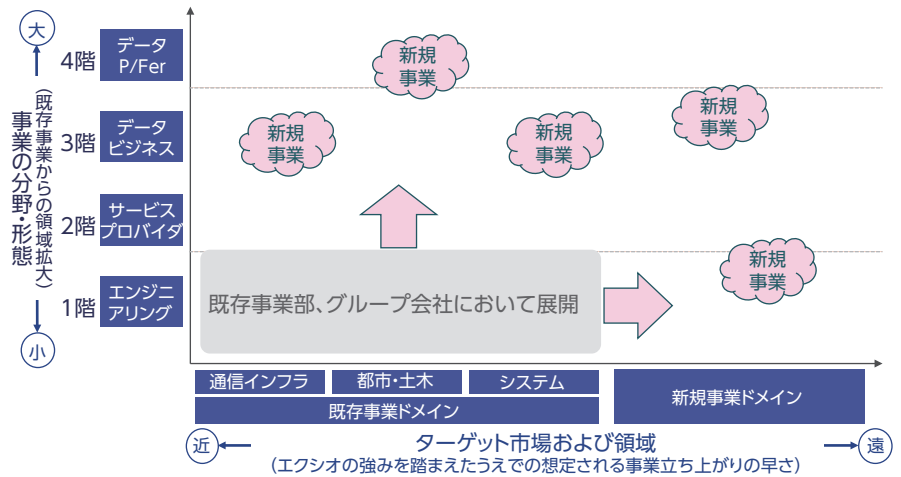 大
事業の分野・形態
(既存事業からの領域拡大)
小
4階
データ
P/Fer
3階
データ
ビジネス
2階
サービス
プロバイダ
1階
エンジニ
アリング
新規
事業
新規
事業
新規
事業
新規
事業
新規
事業
既存事業部、グループ会社において展開
通信インフラ
都市・土木
システム
既存事業ドメイン
新規事業ドメイン
近
ターゲット市場および領域
遠
(エクシオの強みを踏まえたうえでの想定される事業立ち上がりの早さ)